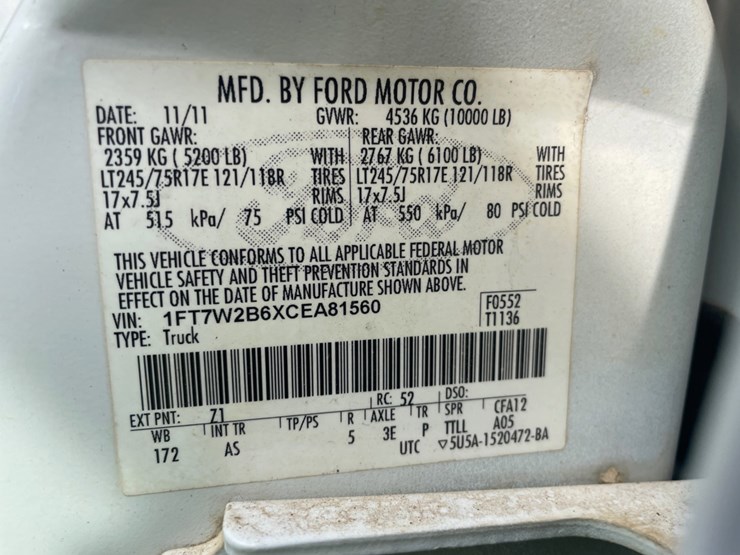 MFD. BY FORD MOTOR CO.
DATE: 11/11 GVWR: 4536 KG (10000 LB)
FRONT GAWR: REAR GAWR:
2359 KG ( 5200 LB) WITH 2767 KG ( 6100 LB) WITH
LT245/75R17E 121/118R TIRES LT245/75R17E 121/118R TIRES
17x7.5J RIMS 17x7.5J RIMS
AT 515 kPa/ 75 PSI COLD AT 550 kPa/ 80 PSI COLD
Ford
THIS VEHICLE CONFORMS TO ALL APPLICABLE FEDERAL MOTOR
VEHICLE SAFETY AND THEFT PREVENTION STANDARDS IN
EFFECT ON THE DATE OF MANUFACTURE SHOWN ABOVE.
VIN: 1FT7W2B6XCEA81560 F0552
TYPE: Truck T1136
EXT PNT: Z1 RC: 52 DSO:
WB INT TR TP/PS R AXLE TR SPR CFA12
172 AS 5 3E P TTLL A05
UTC ▽5U5A-1520472-BA